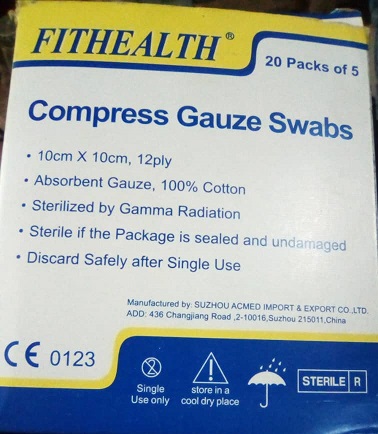 FITHEALTH ®
20 Packs of 5
Compress Gauze Swabs
• 10cm X 10cm, 12ply
• Absorbent Gauze, 100% Cotton
• Sterilized by Gamma Radiation
• Sterile if the Package is sealed and undamaged
• Discard Safely after Single Use
Manufactured by: SUZHOU ACMED IMPORT & EXPORT CO.,LTD.
ADD: 436 Changjiang Road ,2-10016,Suzhou 215011,China
CE 0123
2
Single
Use only
store in a
cool dry place
STERILE R